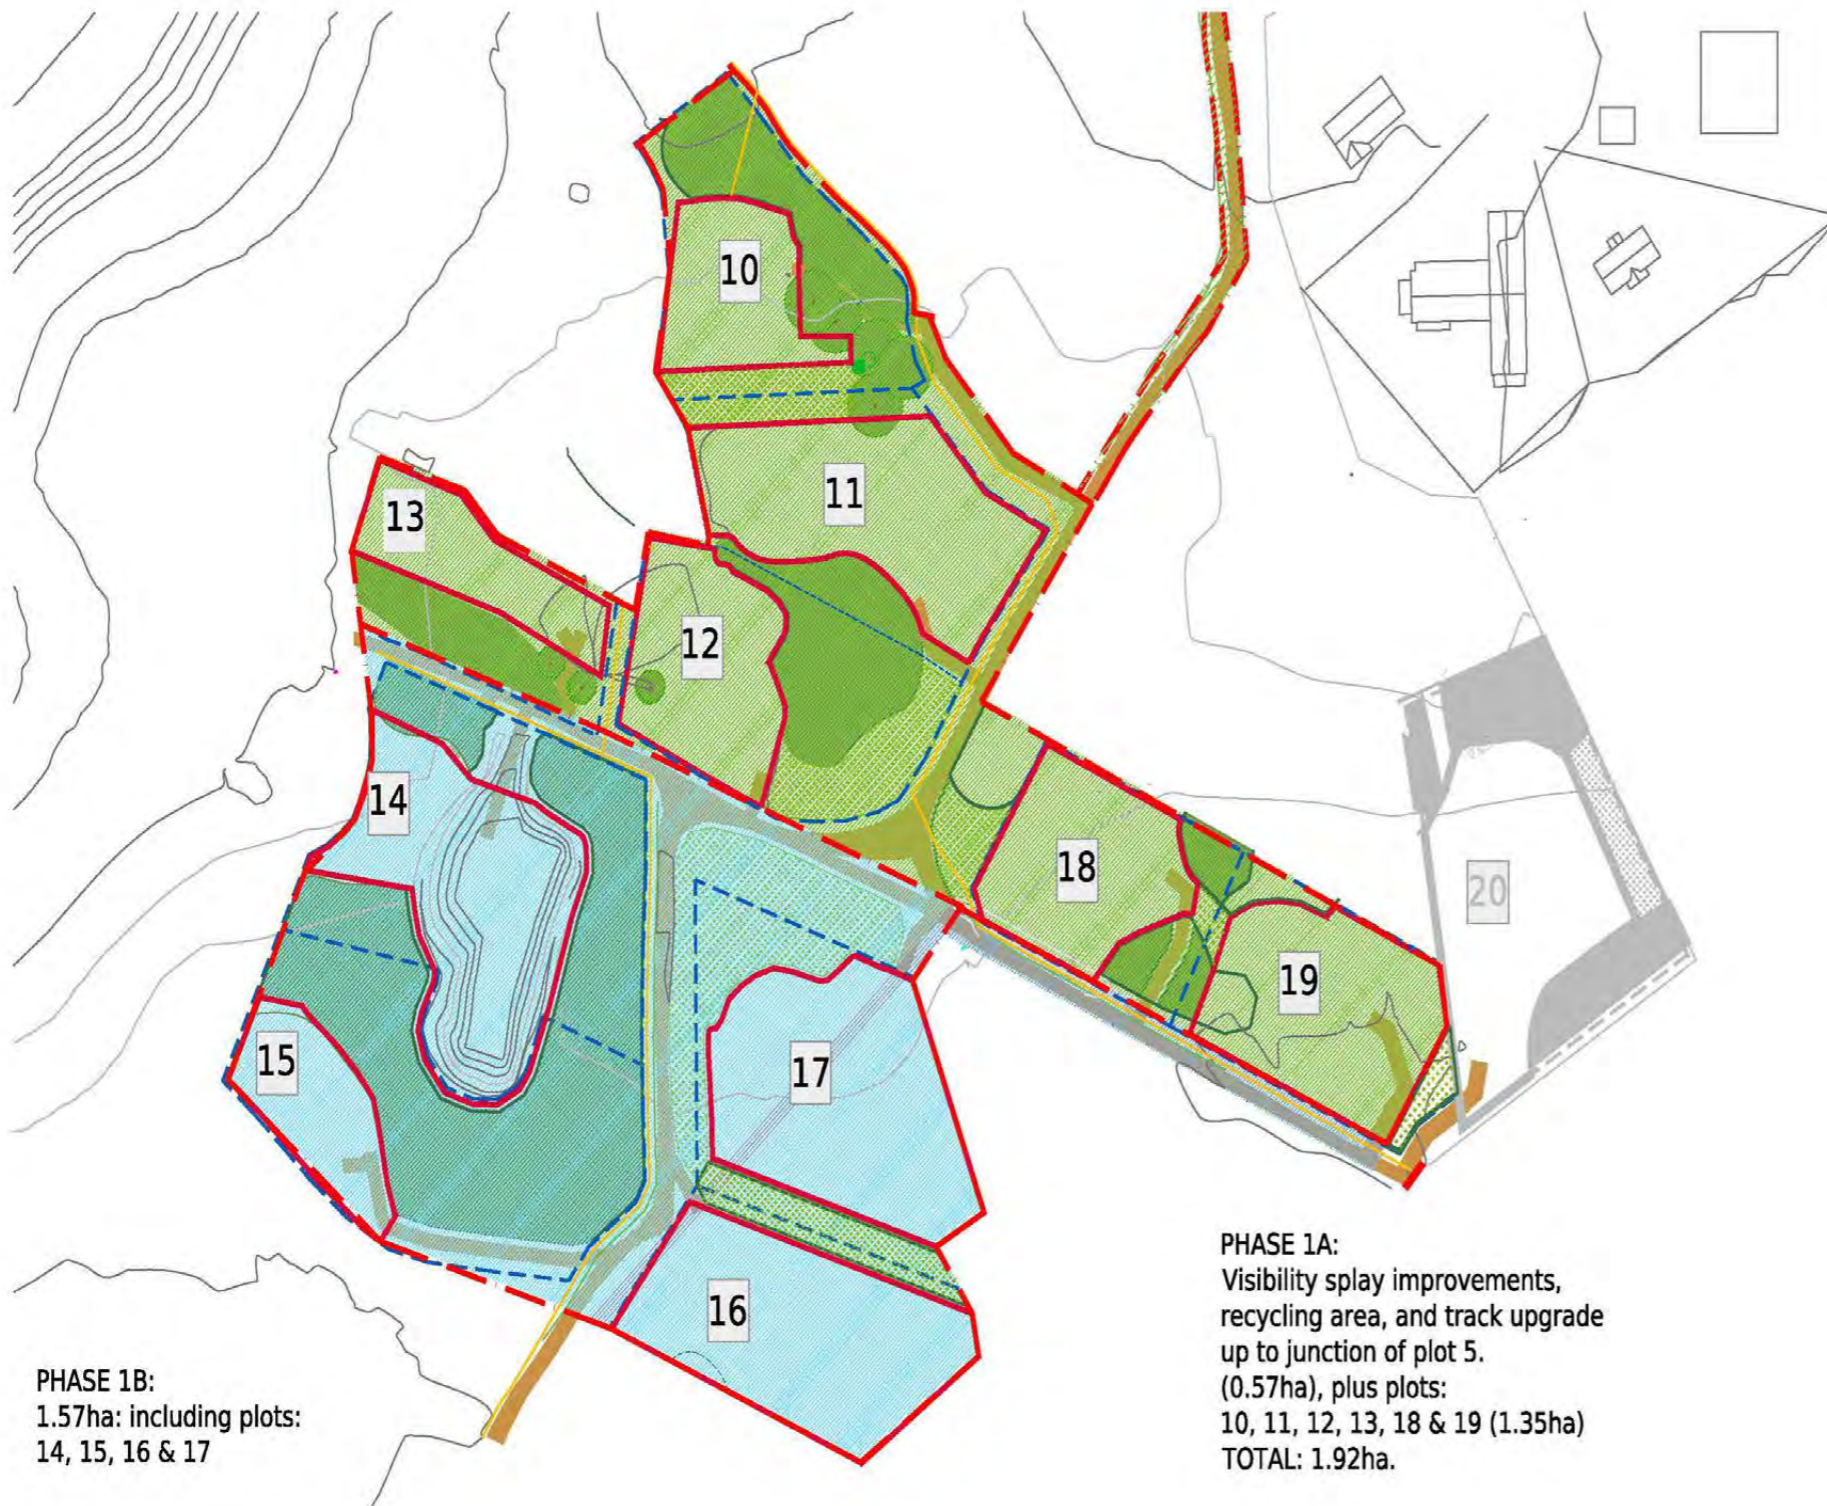 10
11
13
12
14
18
20
19
15
17
16
PHASE 1A:
Visibility splay improvements,
recycling area, and track upgrade
up to junction of plot 5.
(0.57ha), plus plots:
10, 11, 12, 13, 18 & 19 (1.35ha)
TOTAL: 1.92ha.
PHASE 1B:
1.57ha: including plots:
14, 15, 16 & 17